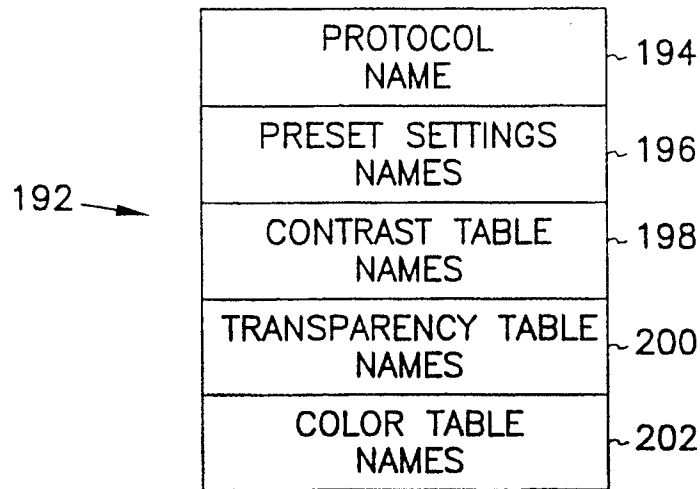 PROTOCOL
NAME
194
PRESET SETTINGS
NAMES
196
192
CONTRAST TABLE
NAMES
198
TRANSPARENCY TABLE
NAMES
200
COLOR TABLE
NAMES
202